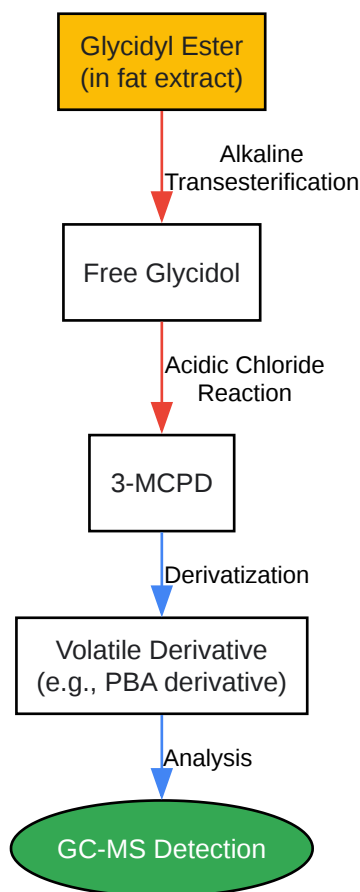 Glycidyl Ester
(in fat extract)
Alkaline
Transesterification
Free Glycidol
Acidic Chloride
Reaction
3-MCPD
Derivatization
Volatile Derivative
(e.g., PBA derivative)
Analysis
GC-MS Detection